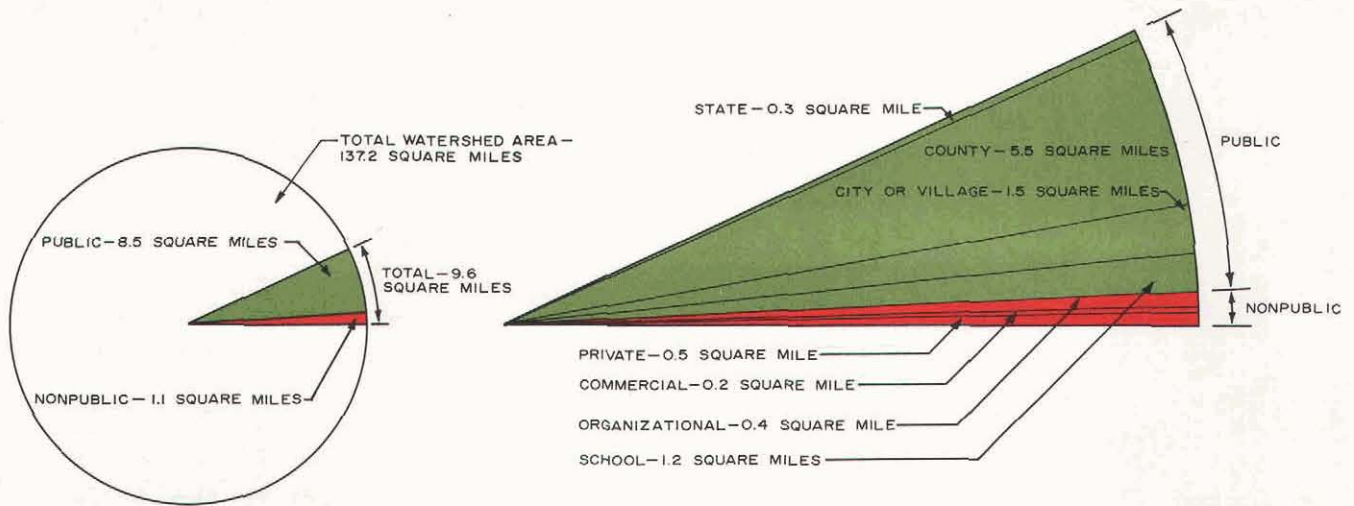 TOTAL WATERSHED AREA–
137.2 SQUARE MILES
PUBLIC–8.5 SQUARE MILES
TOTAL–9.6
SQUARE MILES
NONPUBLIC–1.1 SQUARE MILES
STATE–0.3 SQUARE MILE
COUNTY–5.5 SQUARE MILES
CITY OR VILLAGE–1.5 SQUARE MILES
PUBLIC
NONPUBLIC
PRIVATE–0.5 SQUARE MILE
COMMERCIAL–0.2 SQUARE MILE
ORGANIZATIONAL–0.4 SQUARE MILE
SCHOOL–1.2 SQUARE MILES